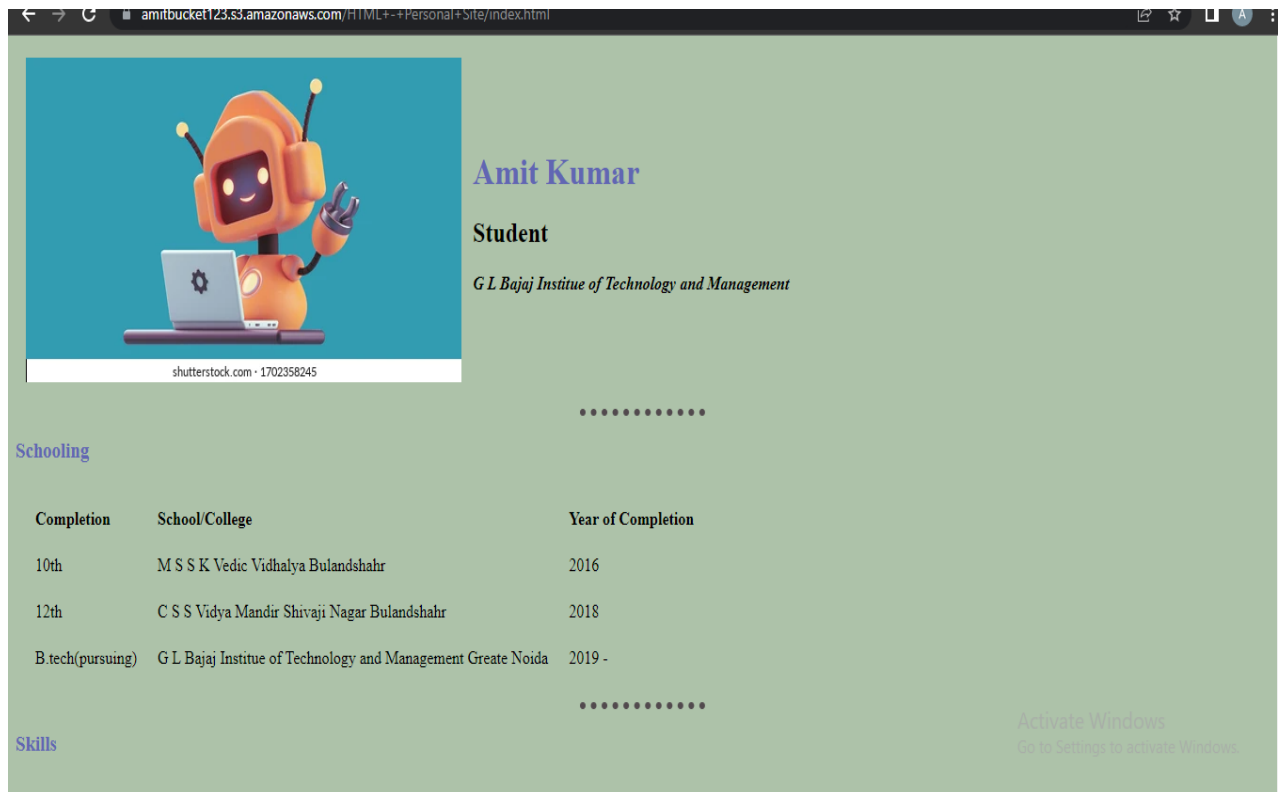 amitbucket123.s3.amazonaws.com/HTML+-+Personal+Site/index.html
A
Amit Kumar
Student
G L Bajaj Institue of Technology and Management
shutterstock.com · 1702358245
Schooling
Completion School/College Year of Completion
10th M S S K Vedic Vidhalya Bulandshahr 2016
12th C S S Vidya Mandir Shivaji Nagar Bulandshahr 2018
B.tech(pursuing) G L Bajaj Institue of Technology and Management Greate Noida 2019 -
Skills
Activate Windows
Go to Settings to activate Windows.